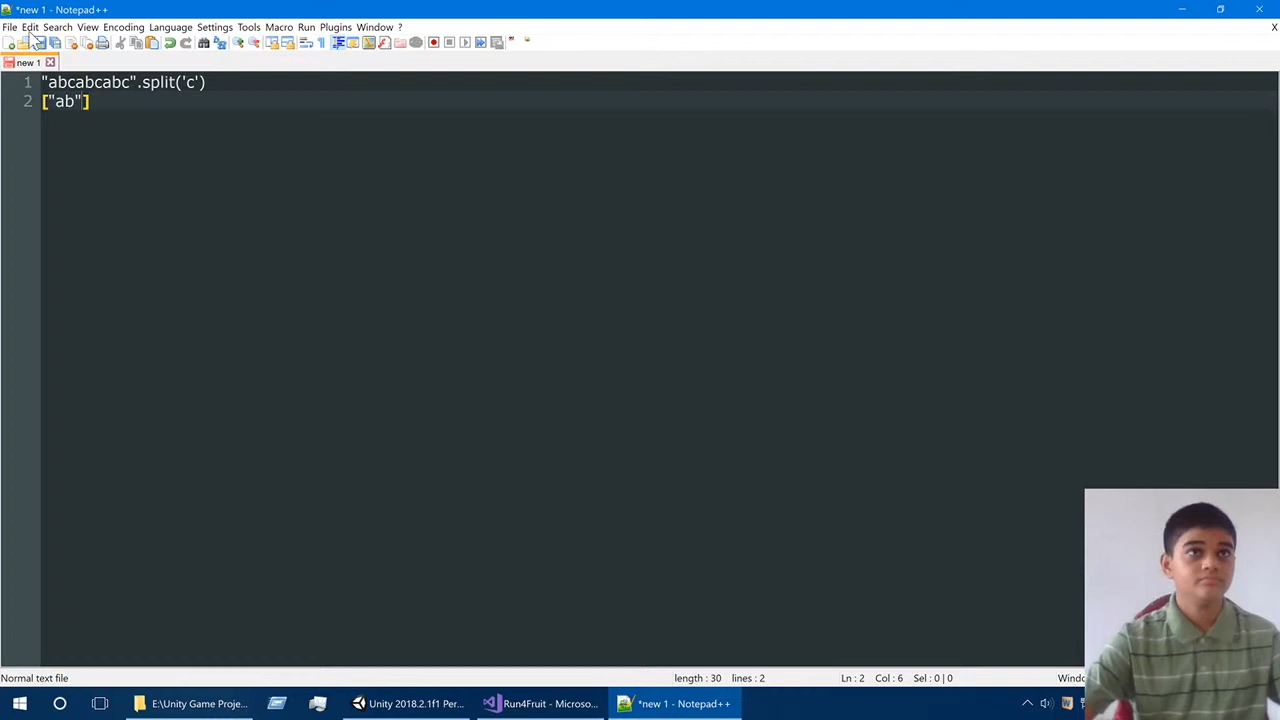 *new 1 - Notepad++
File Edit Search View Encoding Language Settings Tools Macro Run Plugins Window ? X
new 1
1 "abcabcabc".split('c')
2 ["ab"]
Normal text file length : 30 lines : 2 Ln : 2 Col : 6 Sel : 0 | 0 Windo
E:\Unity Game Proje... Unity 2018.2.1f1 Per... Run4Fruit - Microso... *new 1 - Notepad++